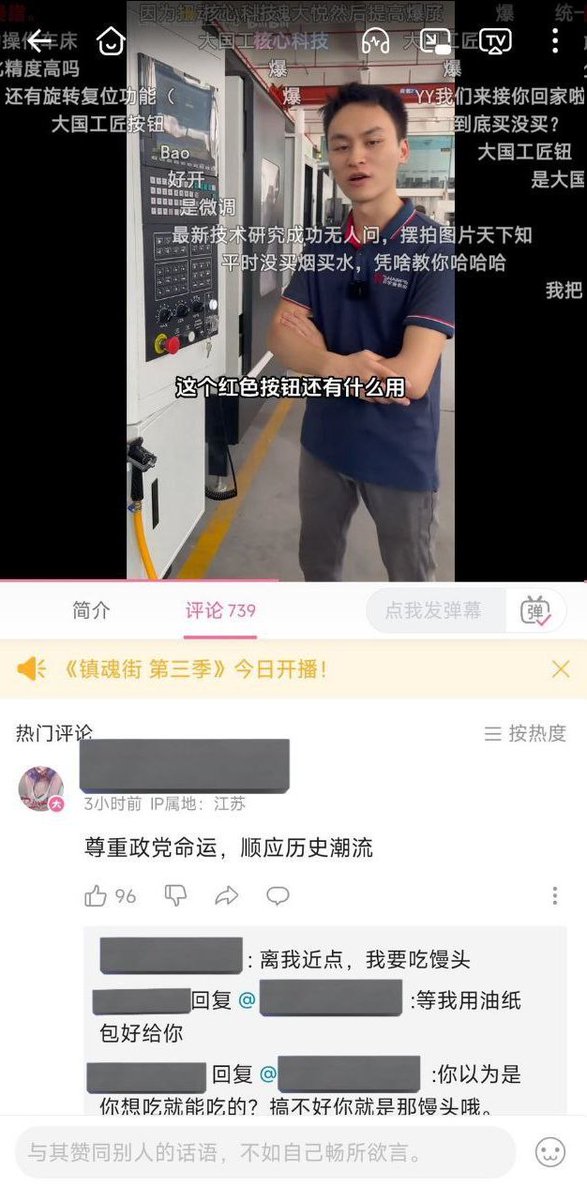 因为掌握核心科技魂大悦然后提高爆率
爆
统一
操作车床
大国工
核心科技
大
工匠
比精度高吗
爆
爆
还有旋转复位功能（
爆
YY我们来接你回家啦
大国工匠按钮
到底买没买？
Bao
大国工匠钮
好开
是大国
是微调
最新技术研究成功无人问，摆拍图片天下知
平时没买烟买水，凭啥教你哈哈哈
我把
这个红色按钮还有什么用
TV
简介
评论 739
点我发弹幕
弹
《镇魂街 第三季》今日开播！
热门评论
按热度
大
3小时前 IP属地：江苏
尊重政党命运，顺应历史潮流
96
：离我近点，我要吃馒头
回复 @ :等我用油纸
包好给你
回复 @ :你以为是
你想吃就能吃的？搞不好你就是那馒头哦。
与其赞同别人的话语，不如自己畅所欲言。